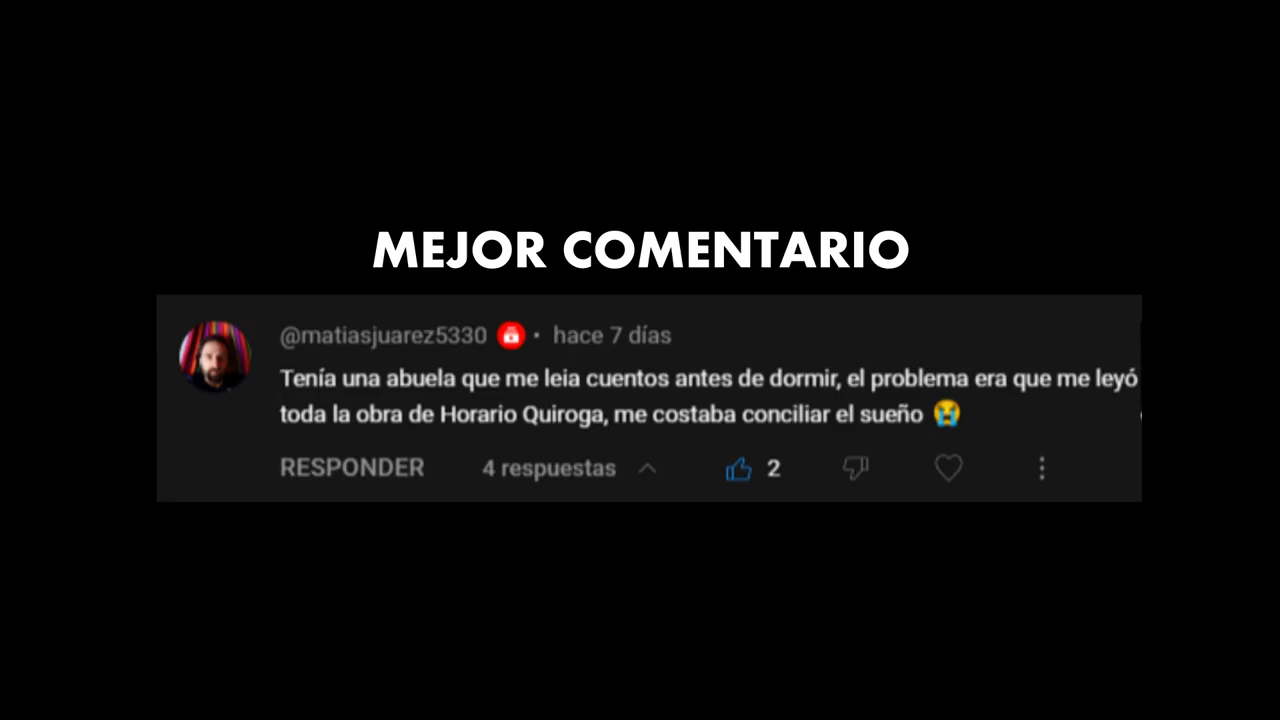 MEJOR COMENTARIO
@matiasjuarez5330 • hace 7 días
Tenía una abuela que me leia cuentos antes de dormir, el problema era que me leyó
toda la obra de Horario Quiroga, me costaba conciliar el sueño 😭
RESPONDER 4 respuestas 2